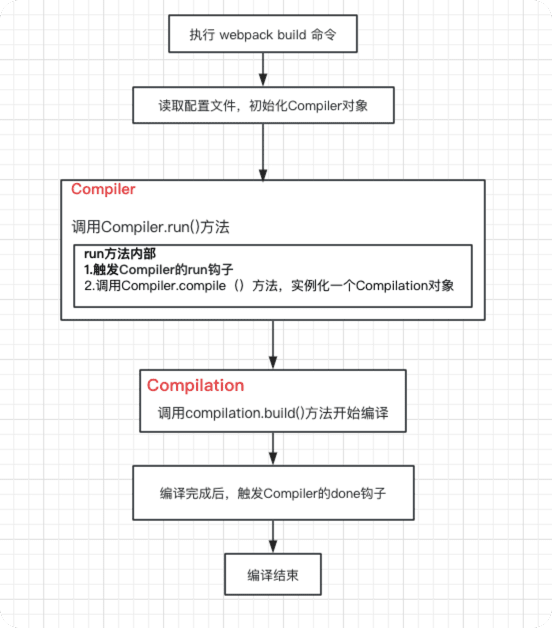 执行 webpack build 命令
读取配置文件，初始化Compiler对象
Compiler
调用Compiler.run()方法
run方法内部
1.触发Compiler的run钩子
2.调用Compiler.compile（）方法，实例化一个Compilation对象
Compilation
调用compilation.build()方法开始编译
编译完成后，触发Compiler的done钩子
编译结束